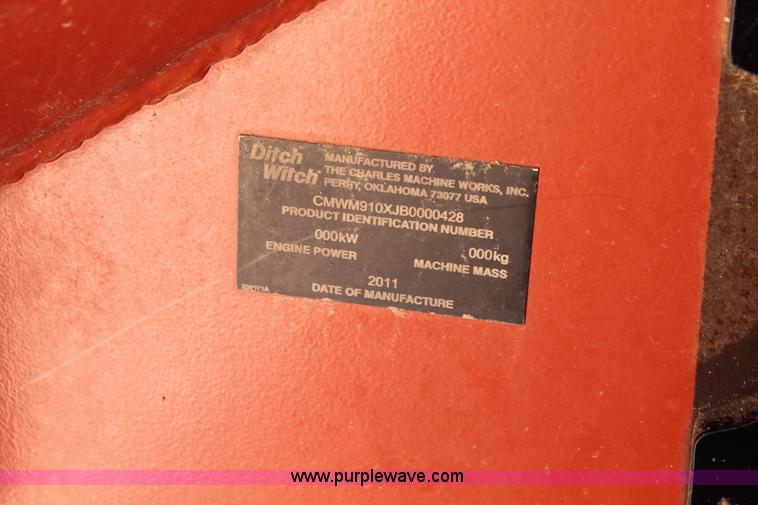 Ditch Witch®
MANUFACTURED BY
THE CHARLES MACHINE WORKS, INC.
PERRY, OKLAHOMA 73077 USA
CMWM910XJB0000428
PRODUCT IDENTIFICATION NUMBER
000kW
ENGINE POWER
000kg
MACHINE MASS
2011
DATE OF MANUFACTURE
www.purplewave.com